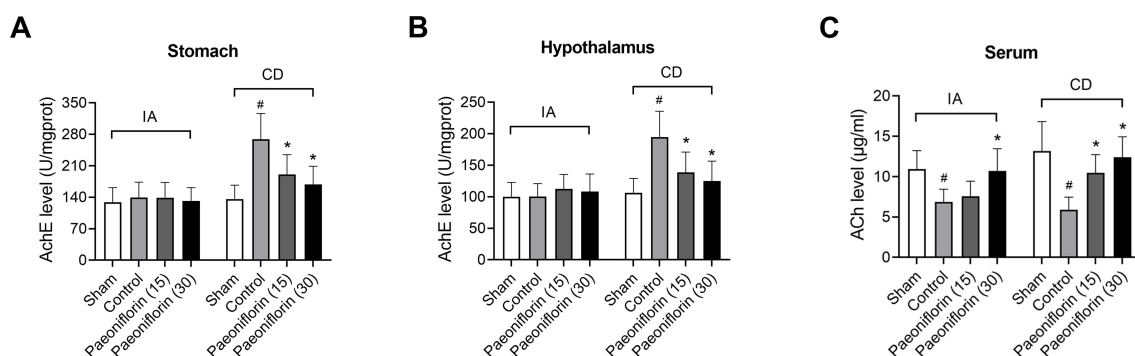 A
Stomach
AchE level (U/mgprot)
350
280
210
140
70
0
IA
CD
#
*
*
Sham
Control
Paeoniflorin (15)
Paeoniflorin (30)
Sham
Control
Paeoniflorin (15)
Paeoniflorin (30)
B
Hypothalamus
AchE level (U/mgprot)
250
200
150
100
50
0
IA
CD
#
*
*
Sham
Control
Paeoniflorin (15)
Paeoniflorin (30)
Sham
Control
Paeoniflorin (15)
Paeoniflorin (30)
C
Serum
ACh level (μg/ml)
20
15
10
5
0
IA
CD
#
*
#
*
*
Sham
Control
Paeoniflorin (15)
Paeoniflorin (30)
Sham
Control
Paeoniflorin (15)
Paeoniflorin (30)